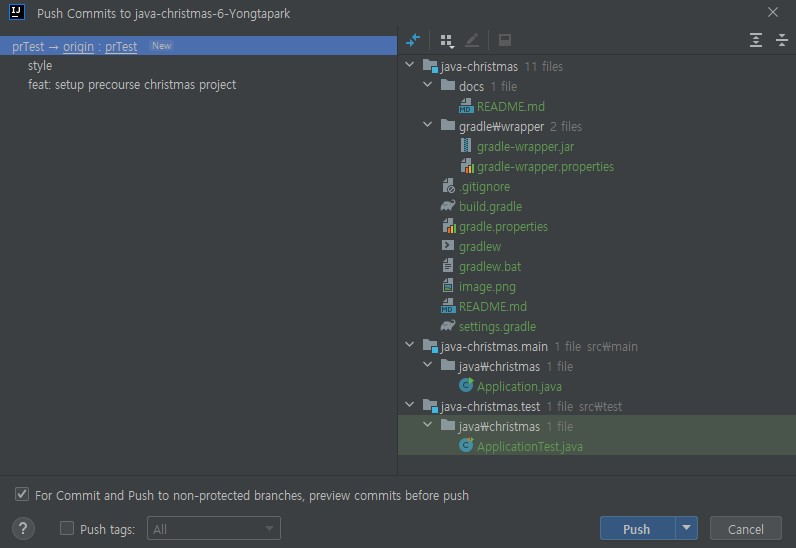 Push Commits to java-christmas-6-Yongtapark
prTest → origin : prTest New
style
feat: setup precourse christmas project
java-christmas 11 files
docs 1 file
README.md
gradle₩wrapper 2 files
gradle-wrapper.jar
gradle-wrapper.properties
.gitignore
build.gradle
gradle.properties
gradlew
gradlew.bat
image.png
README.md
settings.gradle
java-christmas.main 1 file src₩main
java₩christmas 1 file
Application.java
java-christmas.test 1 file src₩test
java₩christmas 1 file
ApplicationTest.java
For Commit and Push to non-protected branches, preview commits before push
? Push tags: All Push Cancel